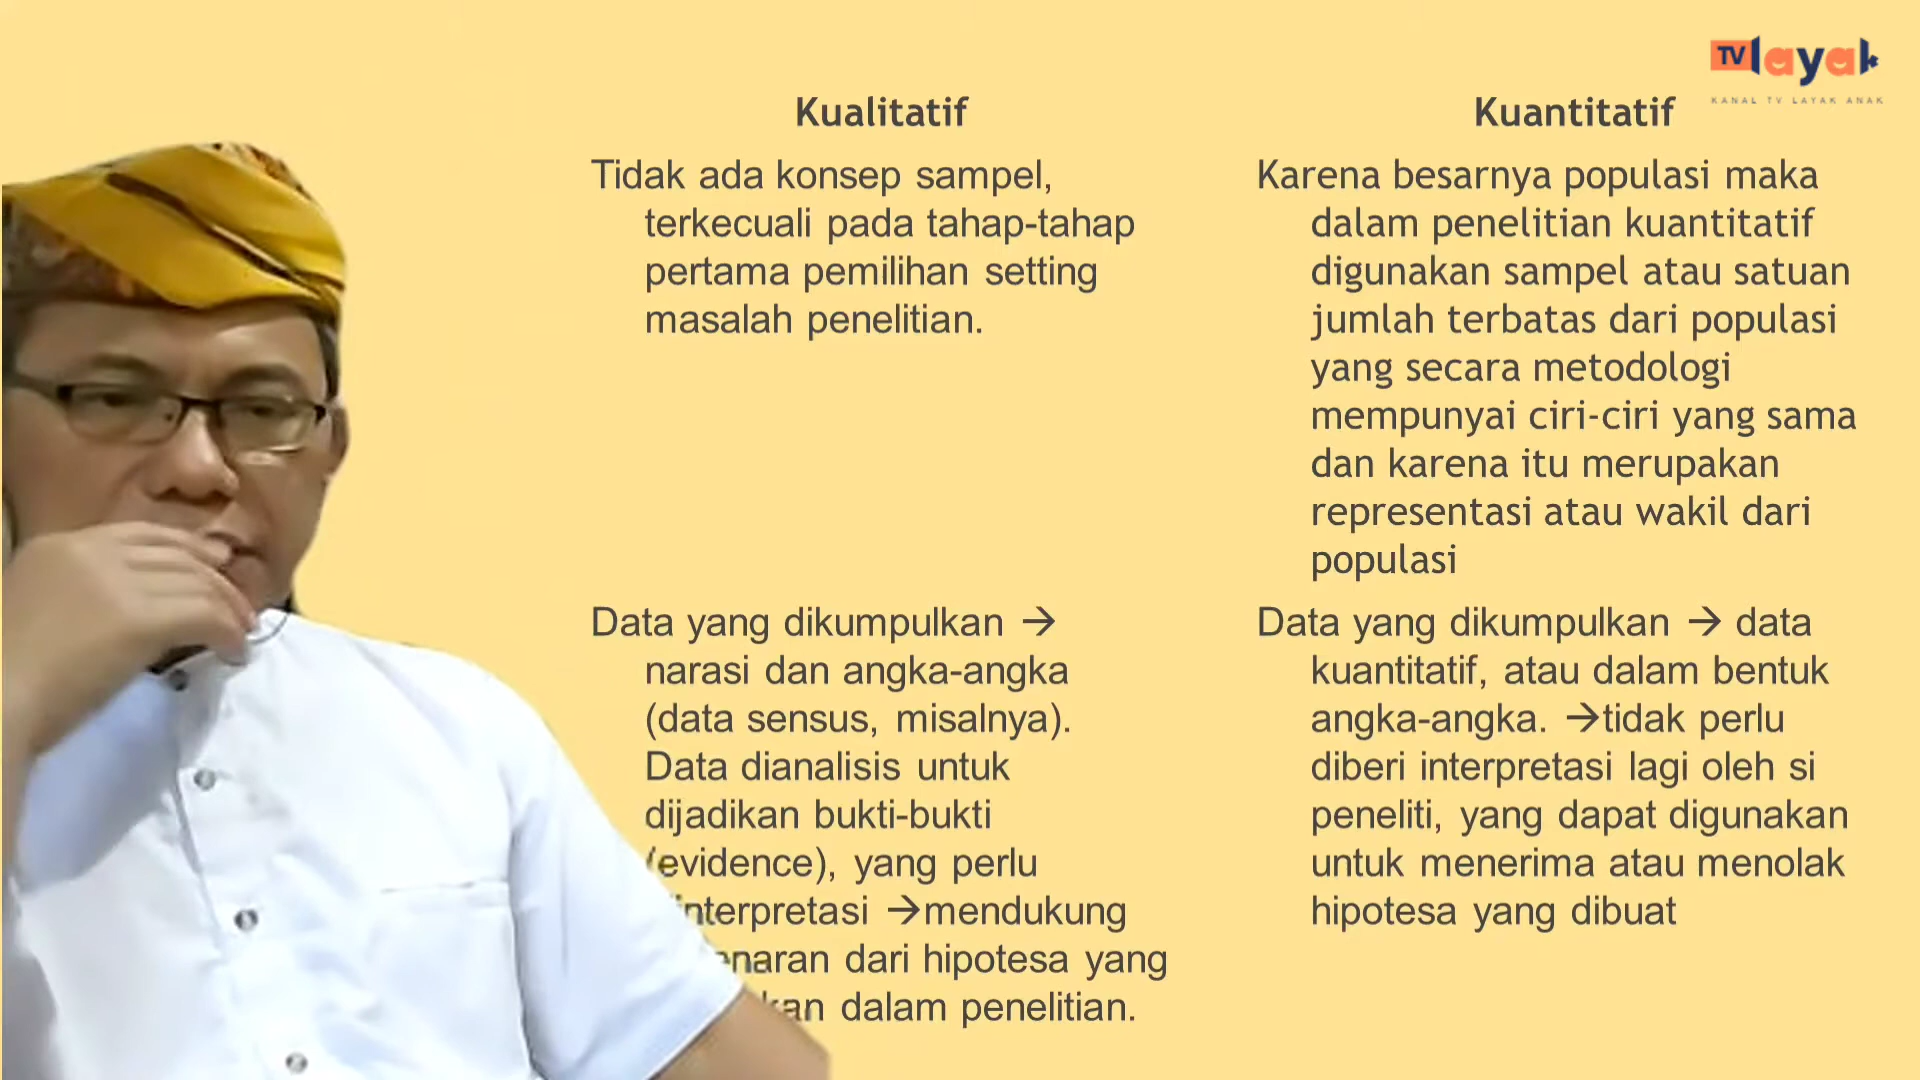 TV layak
KANAL TV LAYAK ANAK
Kualitatif
Tidak ada konsep sampel,
terkecuali pada tahap-tahap
pertama pemilihan setting
masalah penelitian.
Data yang dikumpulkan →
narasi dan angka-angka
(data sensus, misalnya).
Data dianalisis untuk
dijadikan bukti-bukti
(evidence), yang perlu
→mendukung
dari hipotesa yang
dalam penelitian.
Kuantitatif
Karena besarnya populasi maka
dalam penelitian kuantitatif
digunakan sampel atau satuan
jumlah terbatas dari populasi
yang secara metodologi
mempunyai ciri-ciri yang sama
dan karena itu merupakan
representasi atau wakil dari
populasi
Data yang dikumpulkan → data
kuantitatif, atau dalam bentuk
angka-angka. →tidak perlu
diberi interpretasi lagi oleh si
peneliti, yang dapat digunakan
untuk menerima atau menolak
hipotesa yang dibuat